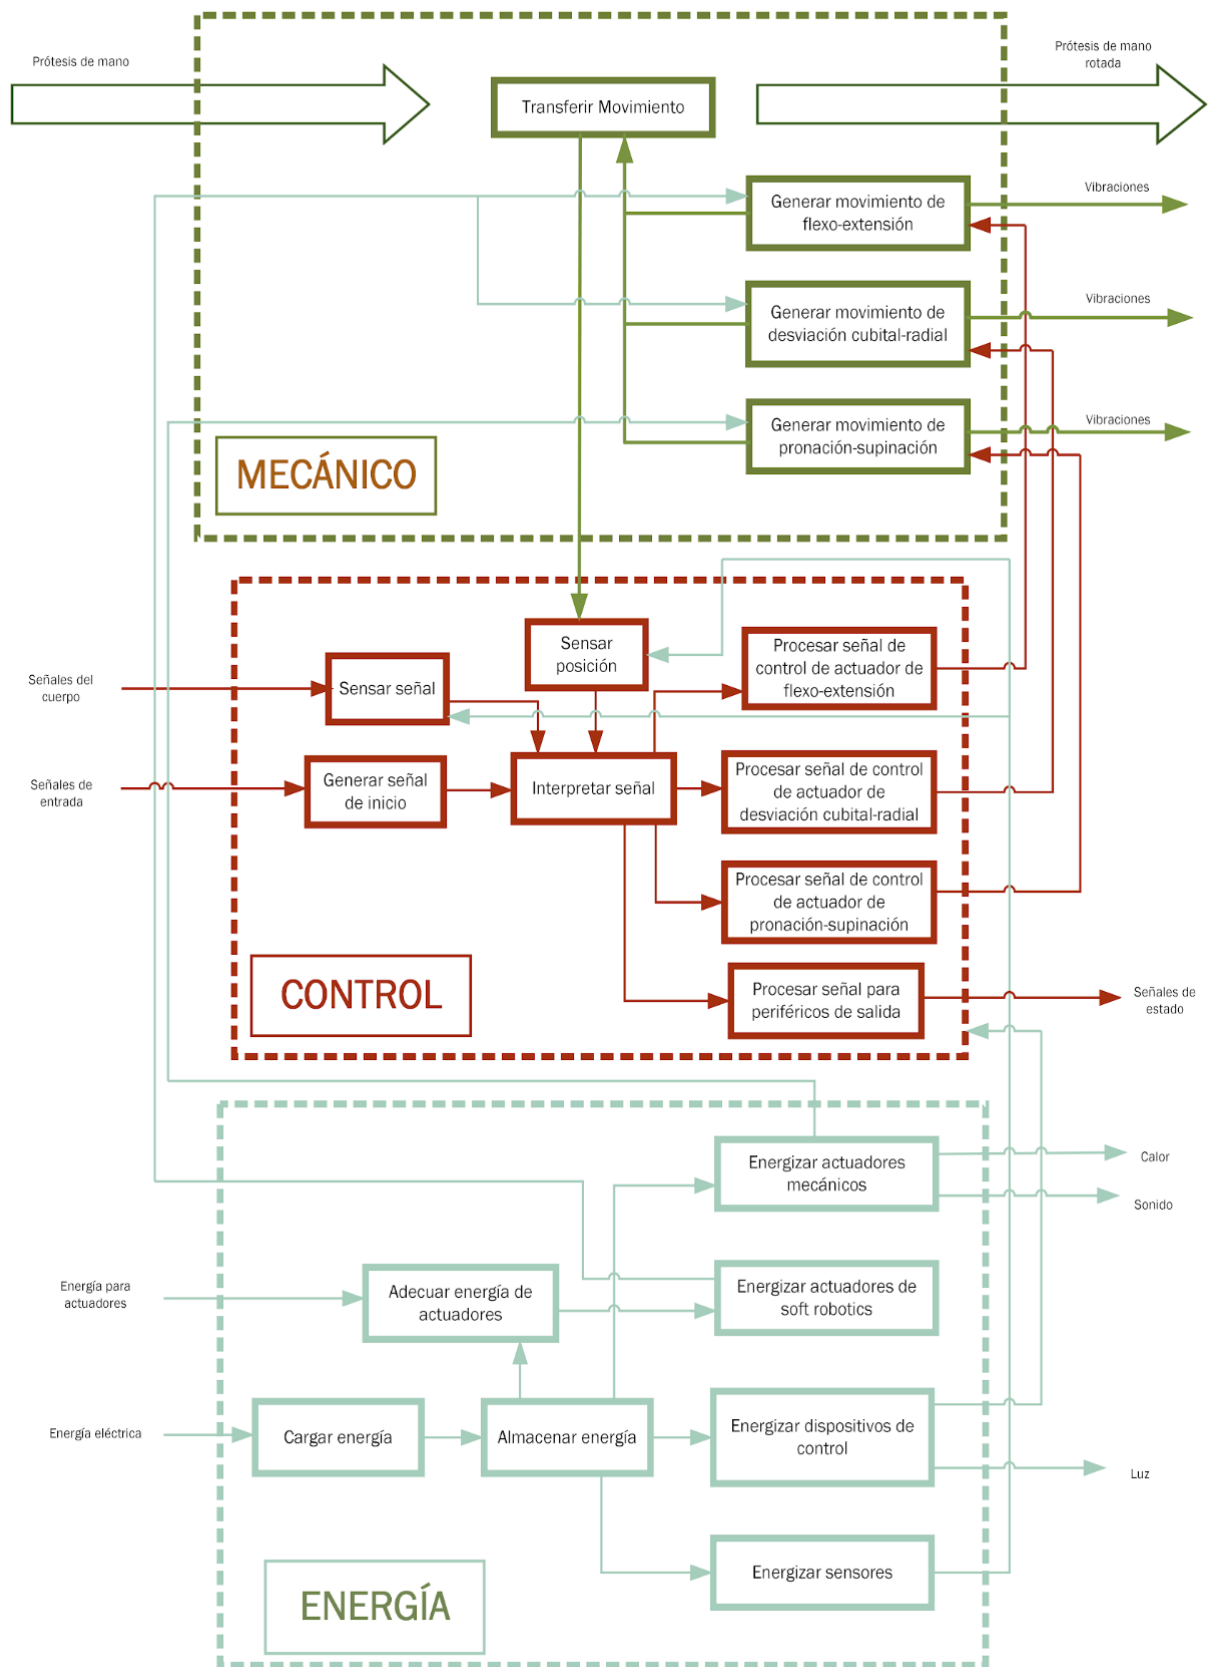 Prótesis de mano
Prótesis de mano
rotada
Transferir Movimiento
Generar movimiento de
flexo-extensión
Vibraciones
Generar movimiento de
desviación cubital-radial
Vibraciones
Generar movimiento de
pronación-supinación
Vibraciones
MECÁNICO
Sensar
posición
Procesar señal de
control de actuador de
flexo-extensión
Señales del
cuerpo
Sensar señal
Señales de
entrada
Generar señal
de inicio
Interpretar señal
Procesar señal de control
de actuador de
desviación cubital-radial
Procesar señal de control
de actuador de
pronación-supinación
CONTROL
Procesar señal para
periféricos de salida
Señales de
estado
Energizar actuadores
mecánicos
Calor
Sonido
Energía para
actuadores
Adecuar energía de
actuadores
Energizar actuadores de
soft robotics
Energía eléctrica
Cargar energía
Almacenar energía
Energizar dispositivos de
control
Luz
Energizar sensores
ENERGÍA